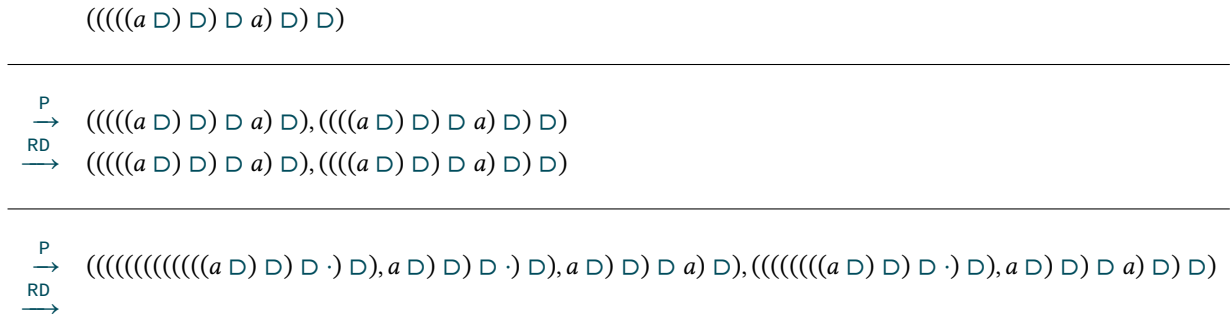 (((((a ⊃) ⊃) ⊃ a) ⊃) ⊃)
P
→ (((((a ⊃) ⊃) ⊃ a) ⊃), ((((a ⊃) ⊃) ⊃ a) ⊃) ⊃)
RD
⟶ (((((a ⊃) ⊃) ⊃ a) ⊃), ((((a ⊃) ⊃) ⊃ a) ⊃) ⊃)
P
→ (((((((((((((a ⊃) ⊃) ⊃ ·) ⊃), a ⊃) ⊃) ⊃ ·) ⊃), a ⊃) ⊃) ⊃ a) ⊃), ((((((((a ⊃) ⊃) ⊃ ·) ⊃), a ⊃) ⊃) ⊃ a) ⊃) ⊃)
RD
⟶